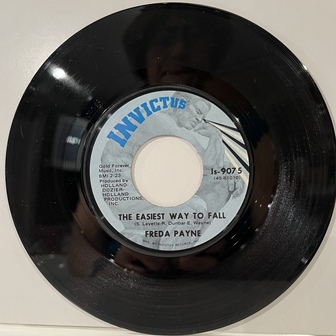 INVICTUS
Gold Forever
Music, Inc.
BMI 2:23
Produced by
HOLLAND
DOZIER-
HOLLAND
PRODUCTIONS,
INC.
Is-9075
THE EASIEST WAY TO FALL
FREDA PAYNE